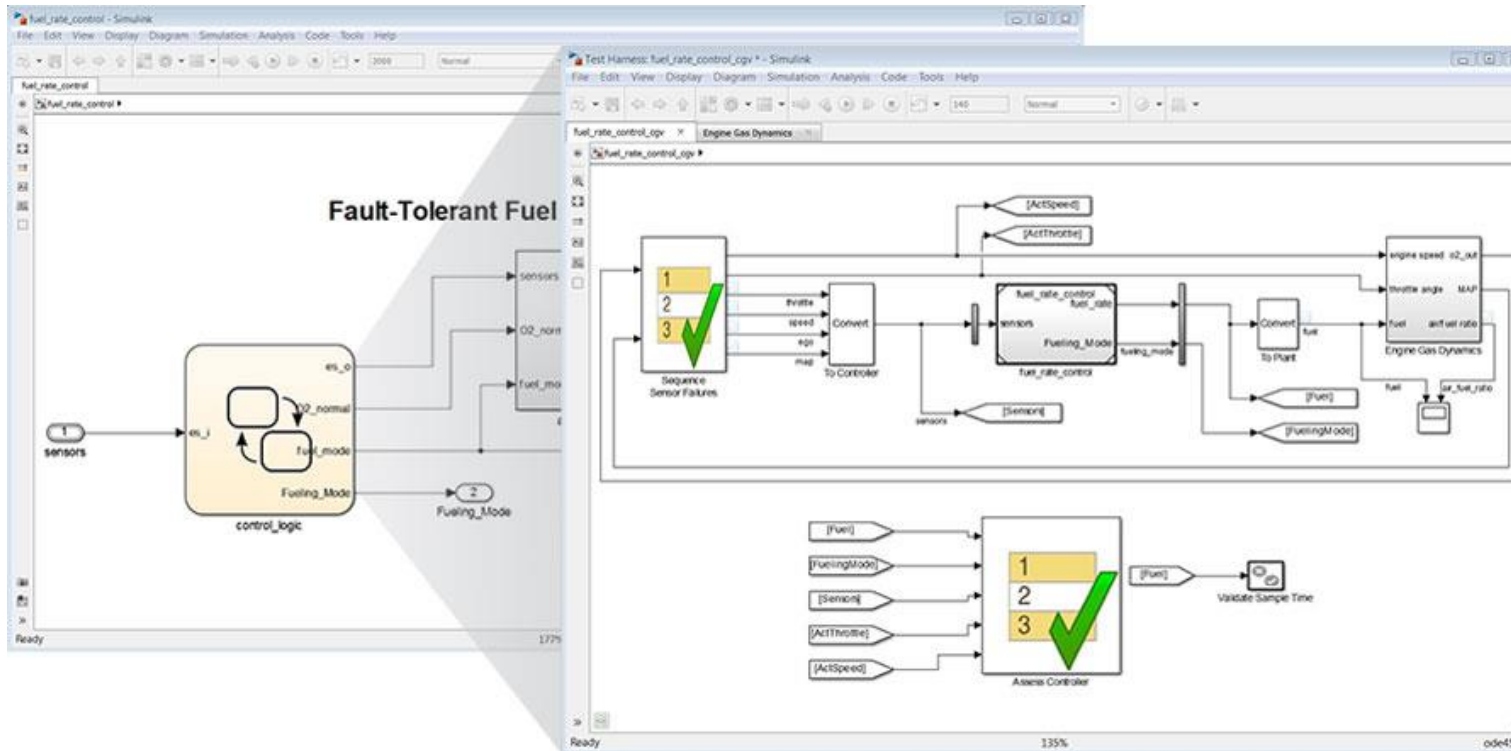 fuel_rate_control - Simulink
File Edit View Display Diagram Simulation Analysis Code Tools Help
2000 Normal
fuel_rate_control
fuel_rate_control
Fault-Tolerant Fuel
sensors
O2_norm
fuel_mo
es_o
O2_normal
fuel_mode
Fueling_Mode
es_i
1
sensors
control_logic
2
Fueling_Mode
Ready 177%
Test Harness: fuel_rate_control_cgv * - Simulink
File Edit View Display Diagram Simulation Analysis Code Tools Help
140 Normal
fuel_rate_control_cgv Engine Gas Dynamics
fuel_rate_control_cgv
[ActSpeed]
[ActThrottle]
1
2
3
Sequence
Sensor Failures
throttle
speed
ego
map
Convert
To Controller
sensors
[Sensors]
fuel_rate_control
fuel_rate
sensors
Fueling_Mode
fuel_rate_control
fueling_mode
Convert
To Plant
fuel
engine speed o2_out
throttle angle MAP
fuel air/fuel ratio
Engine Gas Dynamics
fuel
air_fuel_ratio
[Fuel]
[FuelingMode]
[Fuel]
[FuelingMode]
[Sensors]
[ActThrottle]
[ActSpeed]
1
2
3
Assess Controller
[Fuel]
Validate Sample Time
Ready 135% ode4